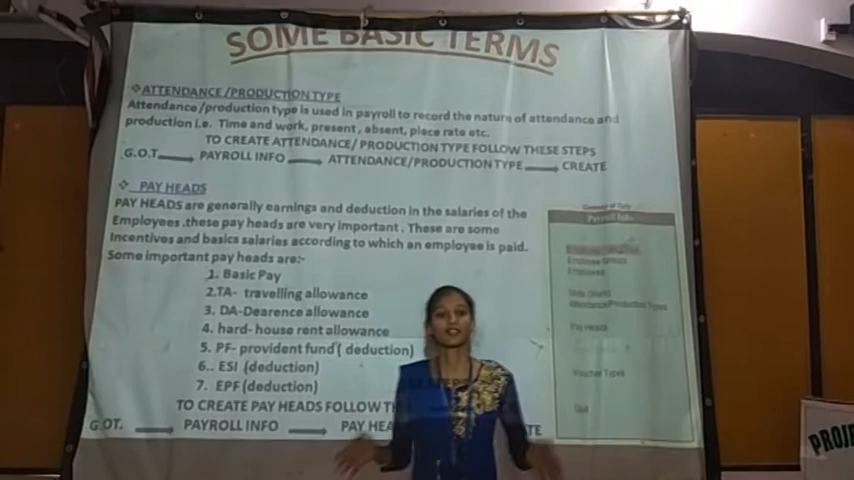 SOME BASIC TERMS
❖ATTENDANCE/PRODUCTION TYPE
Attendance/production type is used in payroll to record the nature of attendance and
production i.e. Time and work, present, absent, piece rate etc.
TO CREATE ATTENDANCE/ PRODUCTION TYPE FOLLOW THESE STEPS
G.O.T → PAYROLL INFO → ATTENDANCE/PRODUCTION TYPE → CREATE
❖ PAY HEADS
PAY HEADS are generally earnings and deduction in the salaries of the
Employees .these pay heads are very important . These are some
Incentives and basics salaries according to which an employee is paid.
Some important pay heads are:-
1. Basic Pay
2.TA- travelling allowance
3. DA-Dearence allowance
4. hard- house rent allowance
5. PF- provident fund( deduction)
6.. ESI (deduction)
7. EPF(deduction)
TO CREATE PAY HEADS FOLLOW
G.OT. → PAYROLL INFO → PAY
Payroll Info
Employee Groups
Employees
Attendance/Production Types
Pay Heads
Voucher Types
Quit